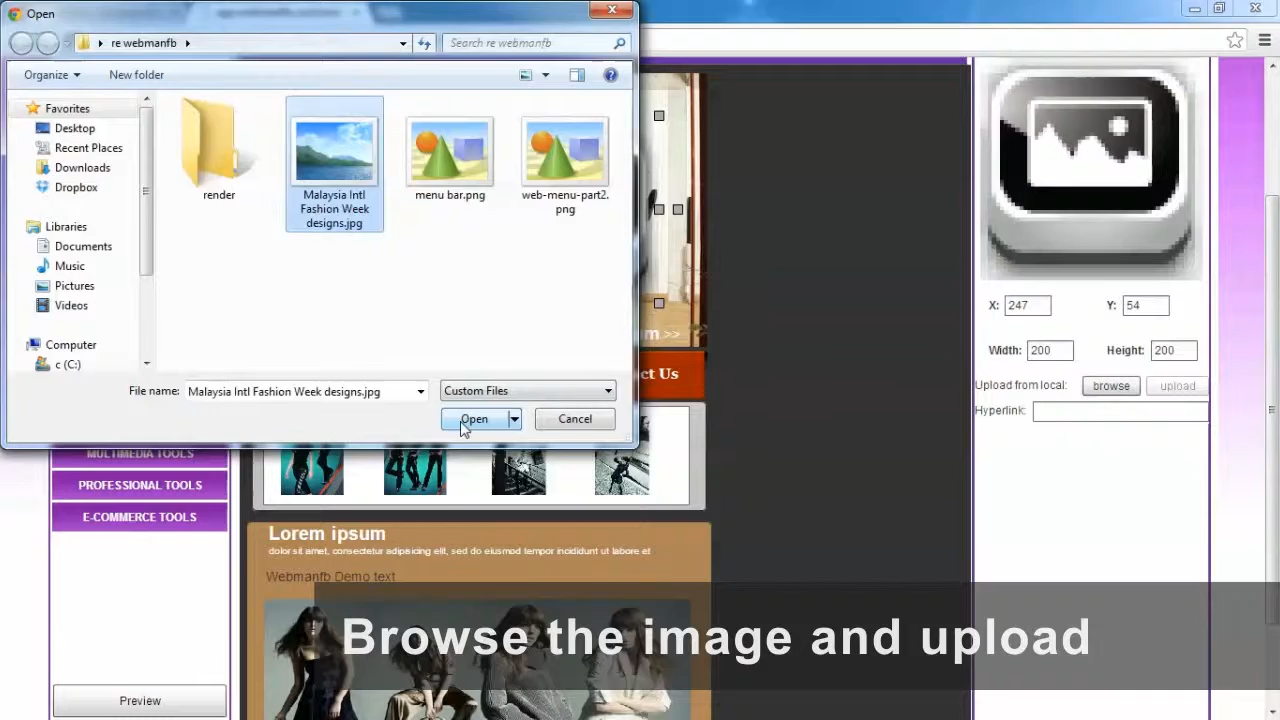 Open
re webmanfb
Search re webmanfb
Organize
New folder
Favorites
Desktop
Recent Places
Downloads
Dropbox
Libraries
Documents
Music
Pictures
Videos
Computer
c (C:)
render
Malaysia Intl
Fashion Week
designs.jpg
menu bar.png
web-menu-part2.
png
File name:
Malaysia Intl Fashion Week designs.jpg
Custom Files
Open
Cancel
>>
ct Us
X: 247
Y: 54
Width: 200
Height: 200
Upload from local: browse upload
Hyperlink:
MULTIMEDIA TOOLS
PROFESSIONAL TOOLS
E-COMMERCE TOOLS
Preview
Lorem ipsum
dolor sit amet, consectetur adipisicing elit, sed do eiusmod tempor incididunt ut labore et
Webmanfb Demo text
Browse the image and upload